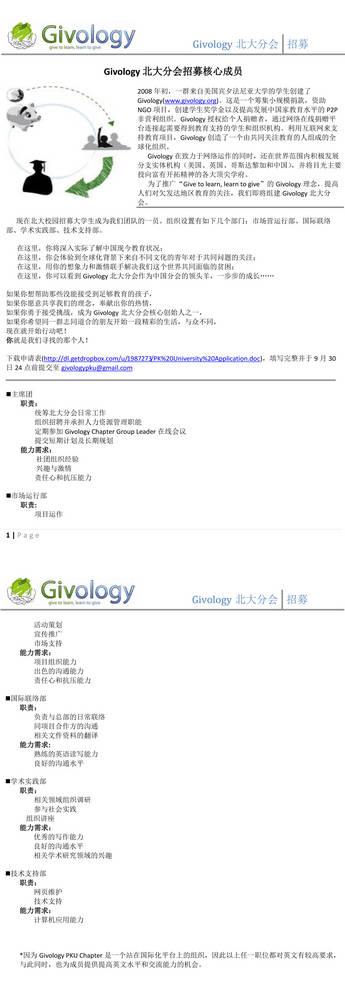 Givology
give to learn, learn to give
Givology 北大分会 招募
Givology 北大分会招募核心成员
2008 年初，一群来自美国宾夕法尼亚大学的学生创建了
Givology(www.givology.org)。这是一个筹集小规模捐款，资助
NGO 项目，创建学生奖学金以及提高发展中国家教育水平的 P2P
非营利组织。Givology 授权给个人捐赠者，通过网络在线捐赠平
台连接起需要得到教育支持的学生和组织机构。利用互联网来支
持教育项目，Givology 创造了一个由共同关注教育的人组成的全
球化组织。
Givology 在致力于网络运作的同时，还在世界范围内积极发展
分支实体机构（美国、英国、哥斯达黎加和中国），并将目光主要
投向富有开拓精神的各大顶尖学府。
为了推广“Give to learn, learn to give”的 Givology 理念，提高
人们对欠发达地区教育的关注，我们即将组建 Givology 北大分
会。
现在北大校园招募大学生成为我们团队的一员。组织设置有如下几个部门：市场营运行部、国际联络
部、学术实践部、技术支持部。
在这里，你将深入实际了解中国现今教育状况；
在这里，你会体验到全球化背景下来自不同文化的青年对于共同问题的关注；
在这里，用你的想象力和激情联手解决我们这个世界共同面临的贫困；
在这里，你可以看到 Givology 北大分会作为中国分会的领头羊，一步步的成长……
如果你想帮助那些没能接受到足够教育的孩子，
如果你愿意共享我们的理念，奉献出你的热情，
如果你勇于接受挑战，成为 Givology 北大分会核心创始人之一，
如果你希望同一群志同道合的朋友开始一段精彩的生活，与众不同，
现在就开始行动吧！
你就是我们寻找的那个人！
下载申请表(http://dl.getdropbox.com/u/1987273/PK%20University%20Application.doc)，填写完整并于 9 月 30
日 24 点前提交至 givologypku@gmail.com
■主席团
职责：
统筹北大分会日常工作
组织招聘并承担人力资源管理职能
定期参加 Givology Chapter Group Leader 在线会议
提交短期计划及长期规划
能力需求：
社团组织经验
兴趣与激情
责任心和抗压能力
■市场运行部
职责：
项目运作
1 | Page
Givology
give to learn, learn to give
Givology 北大分会 招募
活动策划
宣传推广
市场支持
能力需求：
项目组织能力
出色的沟通能力
责任心和抗压能力
■国际联络部
职责：
负责与总部的日常联络
同项目合作方的沟通
相关文件资料的翻译
能力需求：
熟练的英语读写能力
良好的沟通水平
■学术实践部
职责：
相关领域组织调研
参与社会实践
组织讲座
能力需求：
优秀的写作能力
良好的沟通水平
相关学术研究领域的兴趣
■技术支持部
职责：
网页维护
技术支持
能力需求：
计算机应用能力
*因为 Givology PKU Chapter 是一个站在国际化平台上的组织，因此以上任一职位都对英文有较高要求，
与此同时，也为成员提供提高英文水平和交流能力的机会。